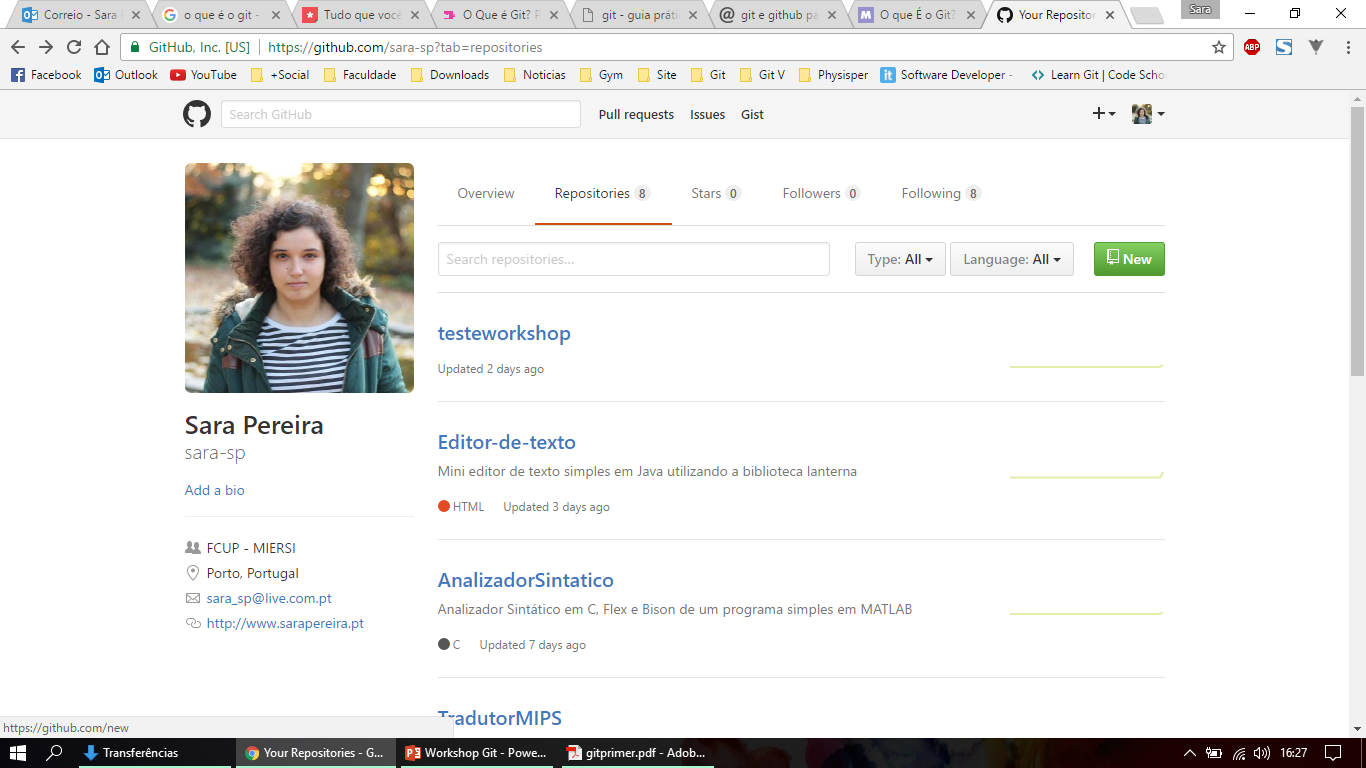 Correio - Sara
o que é o git -
Tudo que você
O Que é Git?
git - guia práti
git e github pa
O que É o Git?
Your Repositor
Sara
GitHub, Inc. [US]
https://github.com/sara-sp?tab=repositories
ABP
Facebook
Outlook
YouTube
+Social
Faculdade
Downloads
Noticias
Gym
Site
Git
Git V
Physisper
Software Developer -
Learn Git | Code Scho
Search GitHub
Pull requests
Issues
Gist
Overview
Repositories 8
Stars 0
Followers 0
Following 8
Search repositories...
Type: All
Language: All
New
testeworkshop
Updated 2 days ago
Editor-de-texto
Mini editor de texto simples em Java utilizando a biblioteca lanterna
HTML
Updated 3 days ago
AnalizadorSintatico
Analizador Sintático em C, Flex e Bison de um programa simples em MATLAB
C
Updated 7 days ago
TradutorMIPS
Sara Pereira
sara-sp
Add a bio
FCUP - MIERSI
Porto, Portugal
sara_sp@live.com.pt
http://www.sarapereira.pt
https://github.com/new
Transferências
Your Repositories - G...
Workshop Git - Powe...
gitprimer.pdf - Adob...
16:27